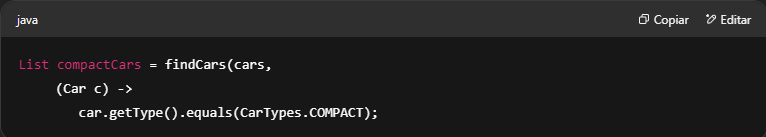 java Copiar Editar
List compactCars = findCars(cars,
(Car c) ->
car.getType().equals(CarTypes.COMPACT);